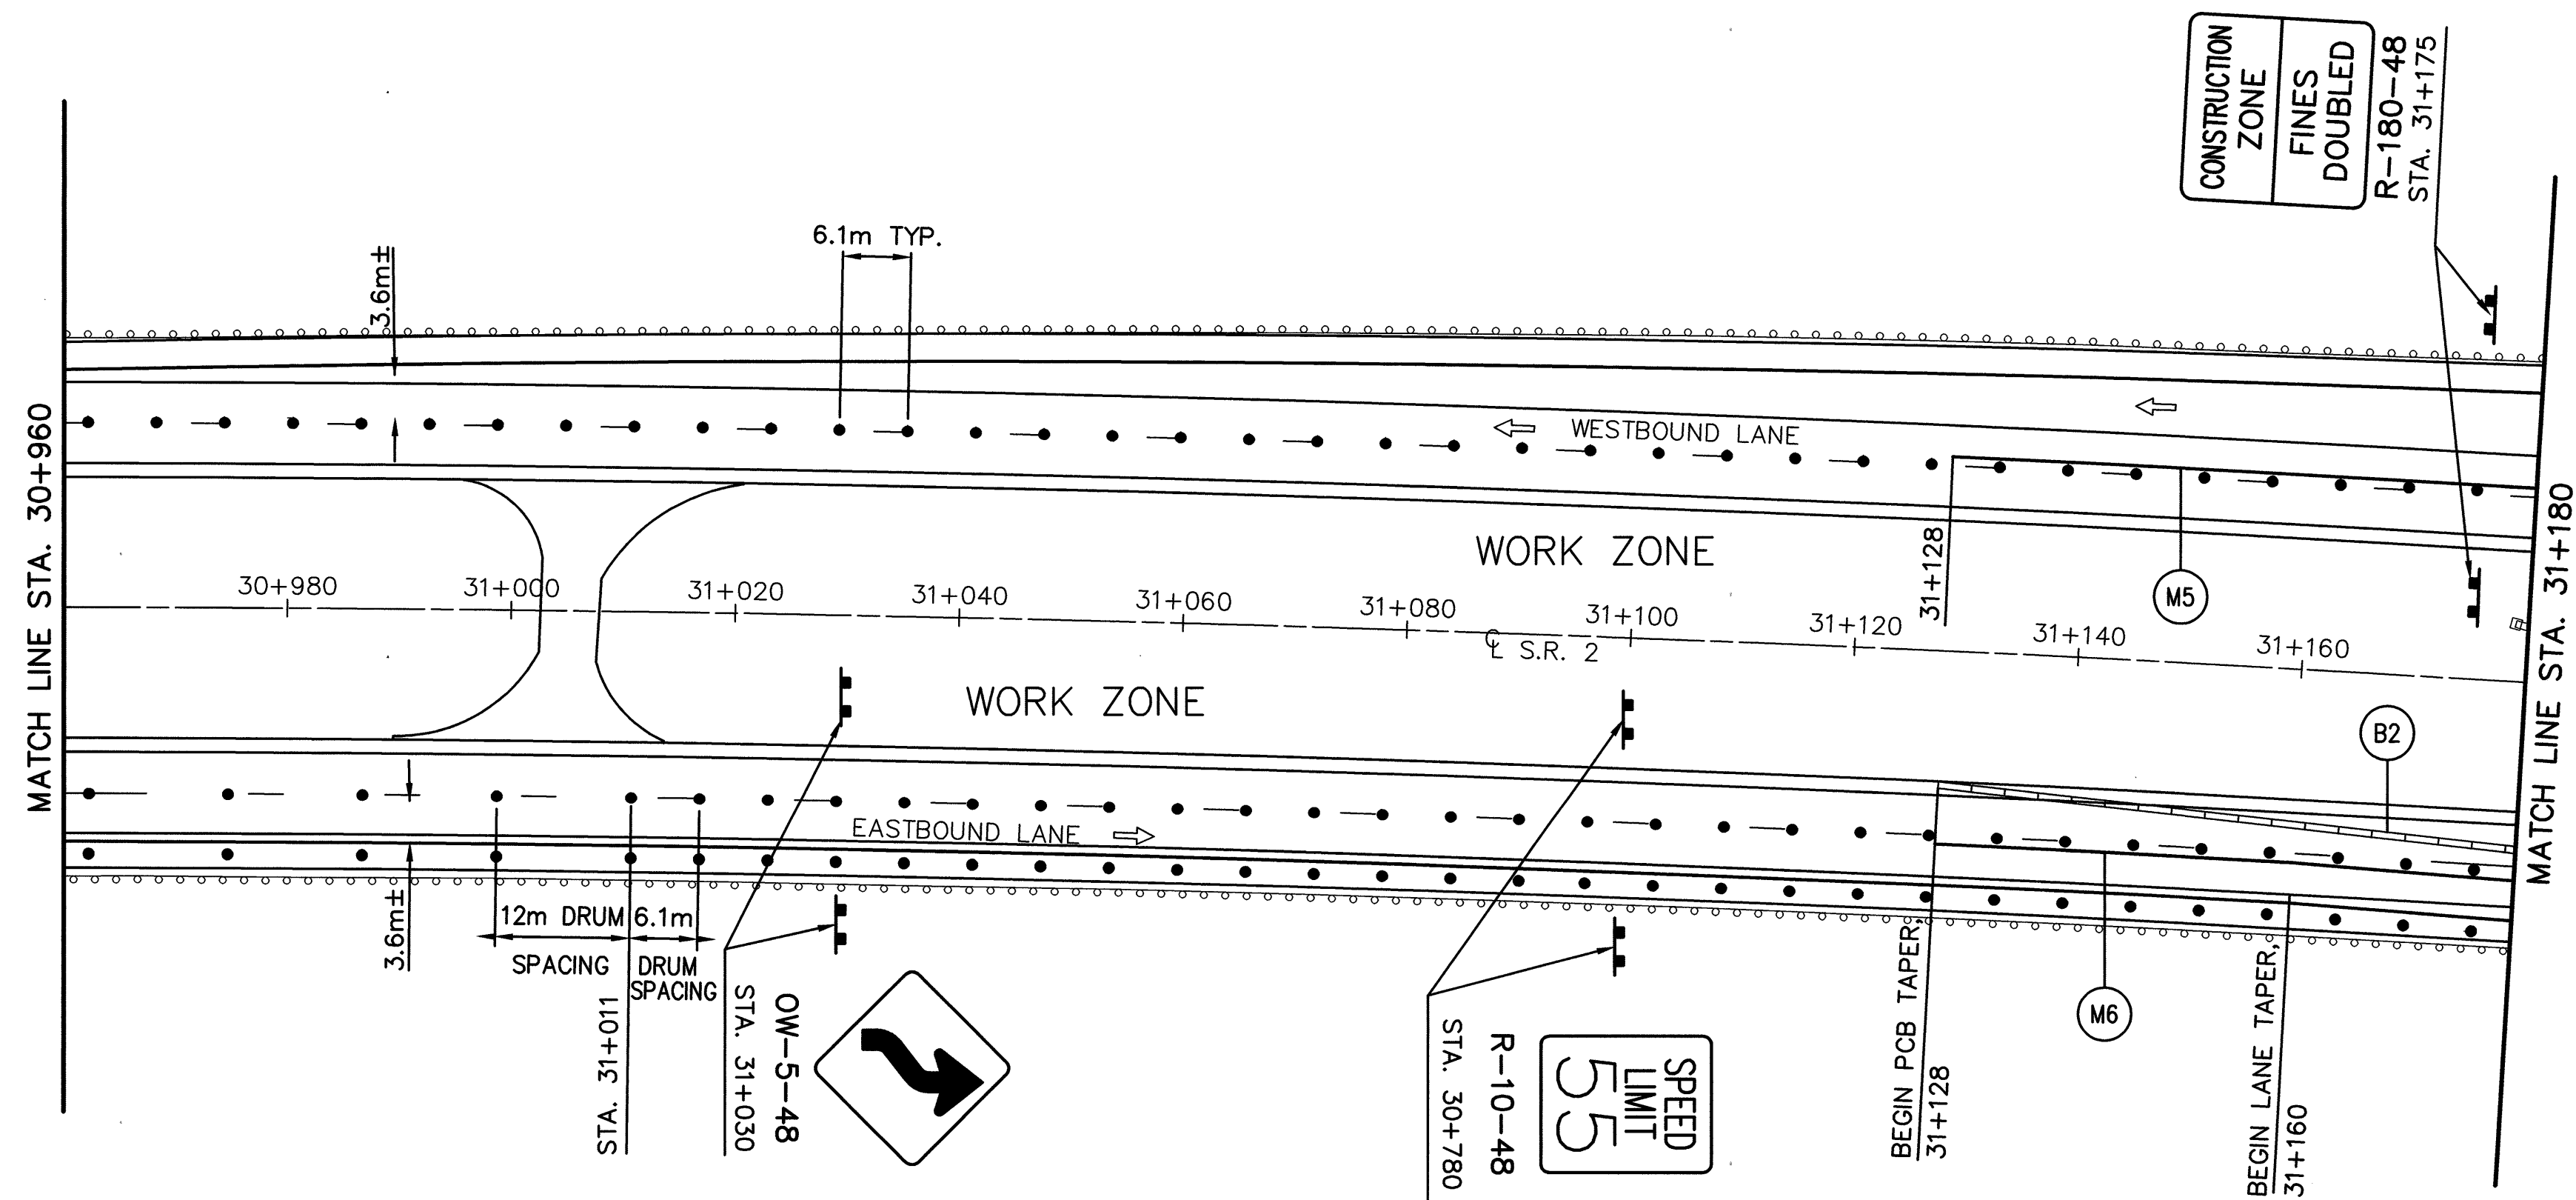 CONSTRUCTION
ZONE
FINES
DOUBLED
R-180-48
STA. 31+175
6.1m TYP.
3.6m±
MATCH LINE STA. 30+960
WESTBOUND LANE
WORK ZONE
31+128
M5
30+980
31+000
31+020
31+040
31+060
31+080
31+100
31+120
31+140
31+160
℄ S.R. 2
WORK ZONE
B2
MATCH LINE STA. 31+180
EASTBOUND LANE
3.6m±
12m DRUM
SPACING
6.1m
DRUM
SPACING
STA. 31+011
STA. 31+030
OW-5-48
STA. 30+780
R-10-48
SPEED
LIMIT
55
BEGIN PCB TAPER,
31+128
M6
BEGIN LANE TAPER,
31+160